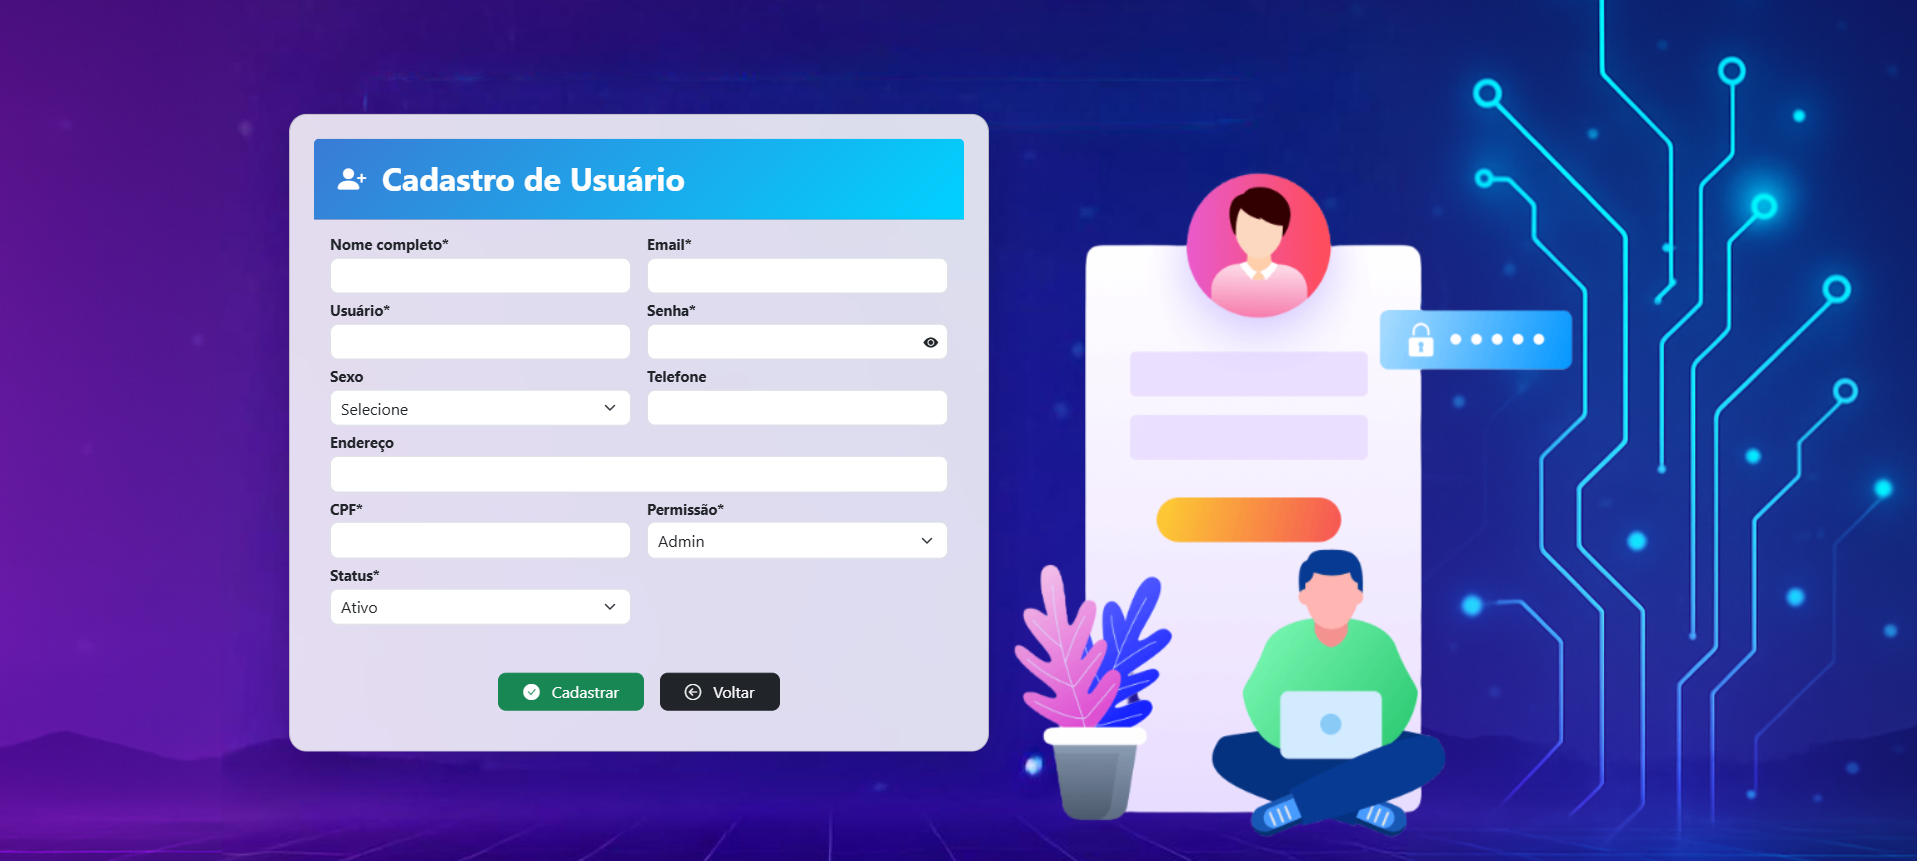 Cadastro de Usuário
Nome completo*
Email*
Usuário*
Senha*
Sexo
Telefone
Selecione
Endereço
CPF*
Permissão*
Admin
Status*
Ativo
Cadastrar
Voltar